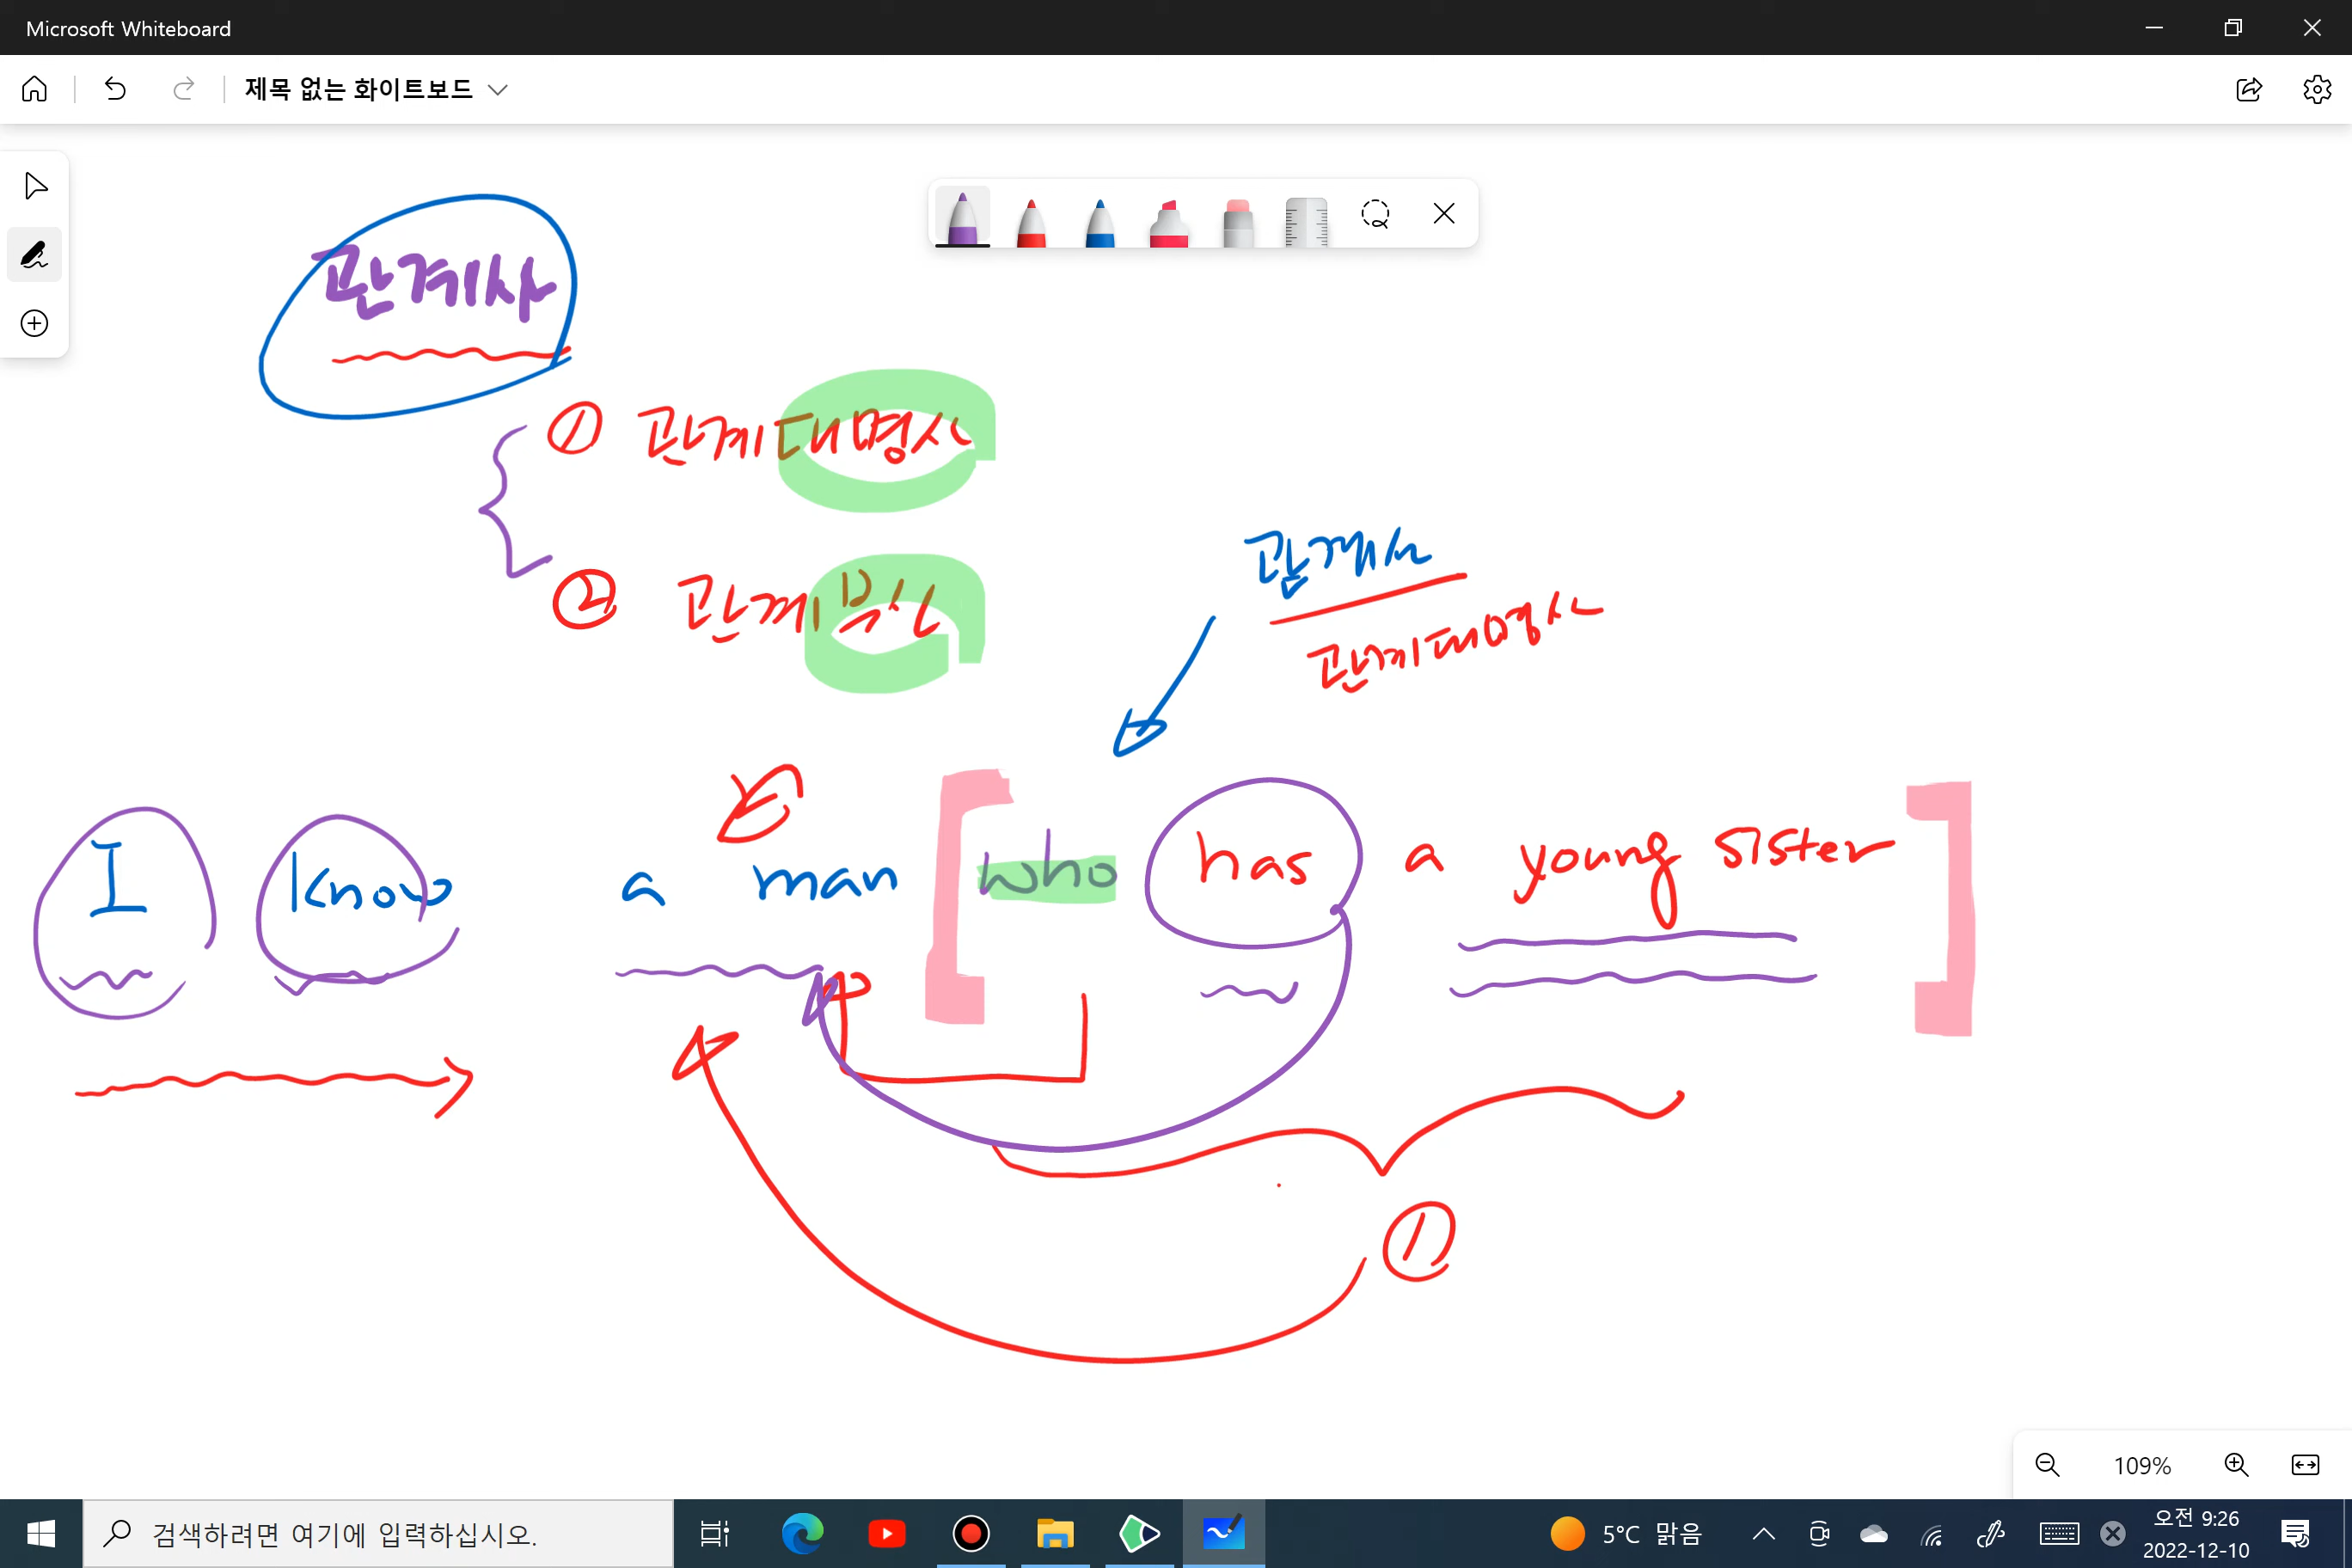 Microsoft Whiteboard
제목 없는 화이트보드
관계사
① 관계대명사
② 관계부사
관계사
관계대명사
I know a man [who has a young sister]
①
109%
검색하려면 여기에 입력하십시오.
5°C 맑음
오전 9:26
2022-12-10